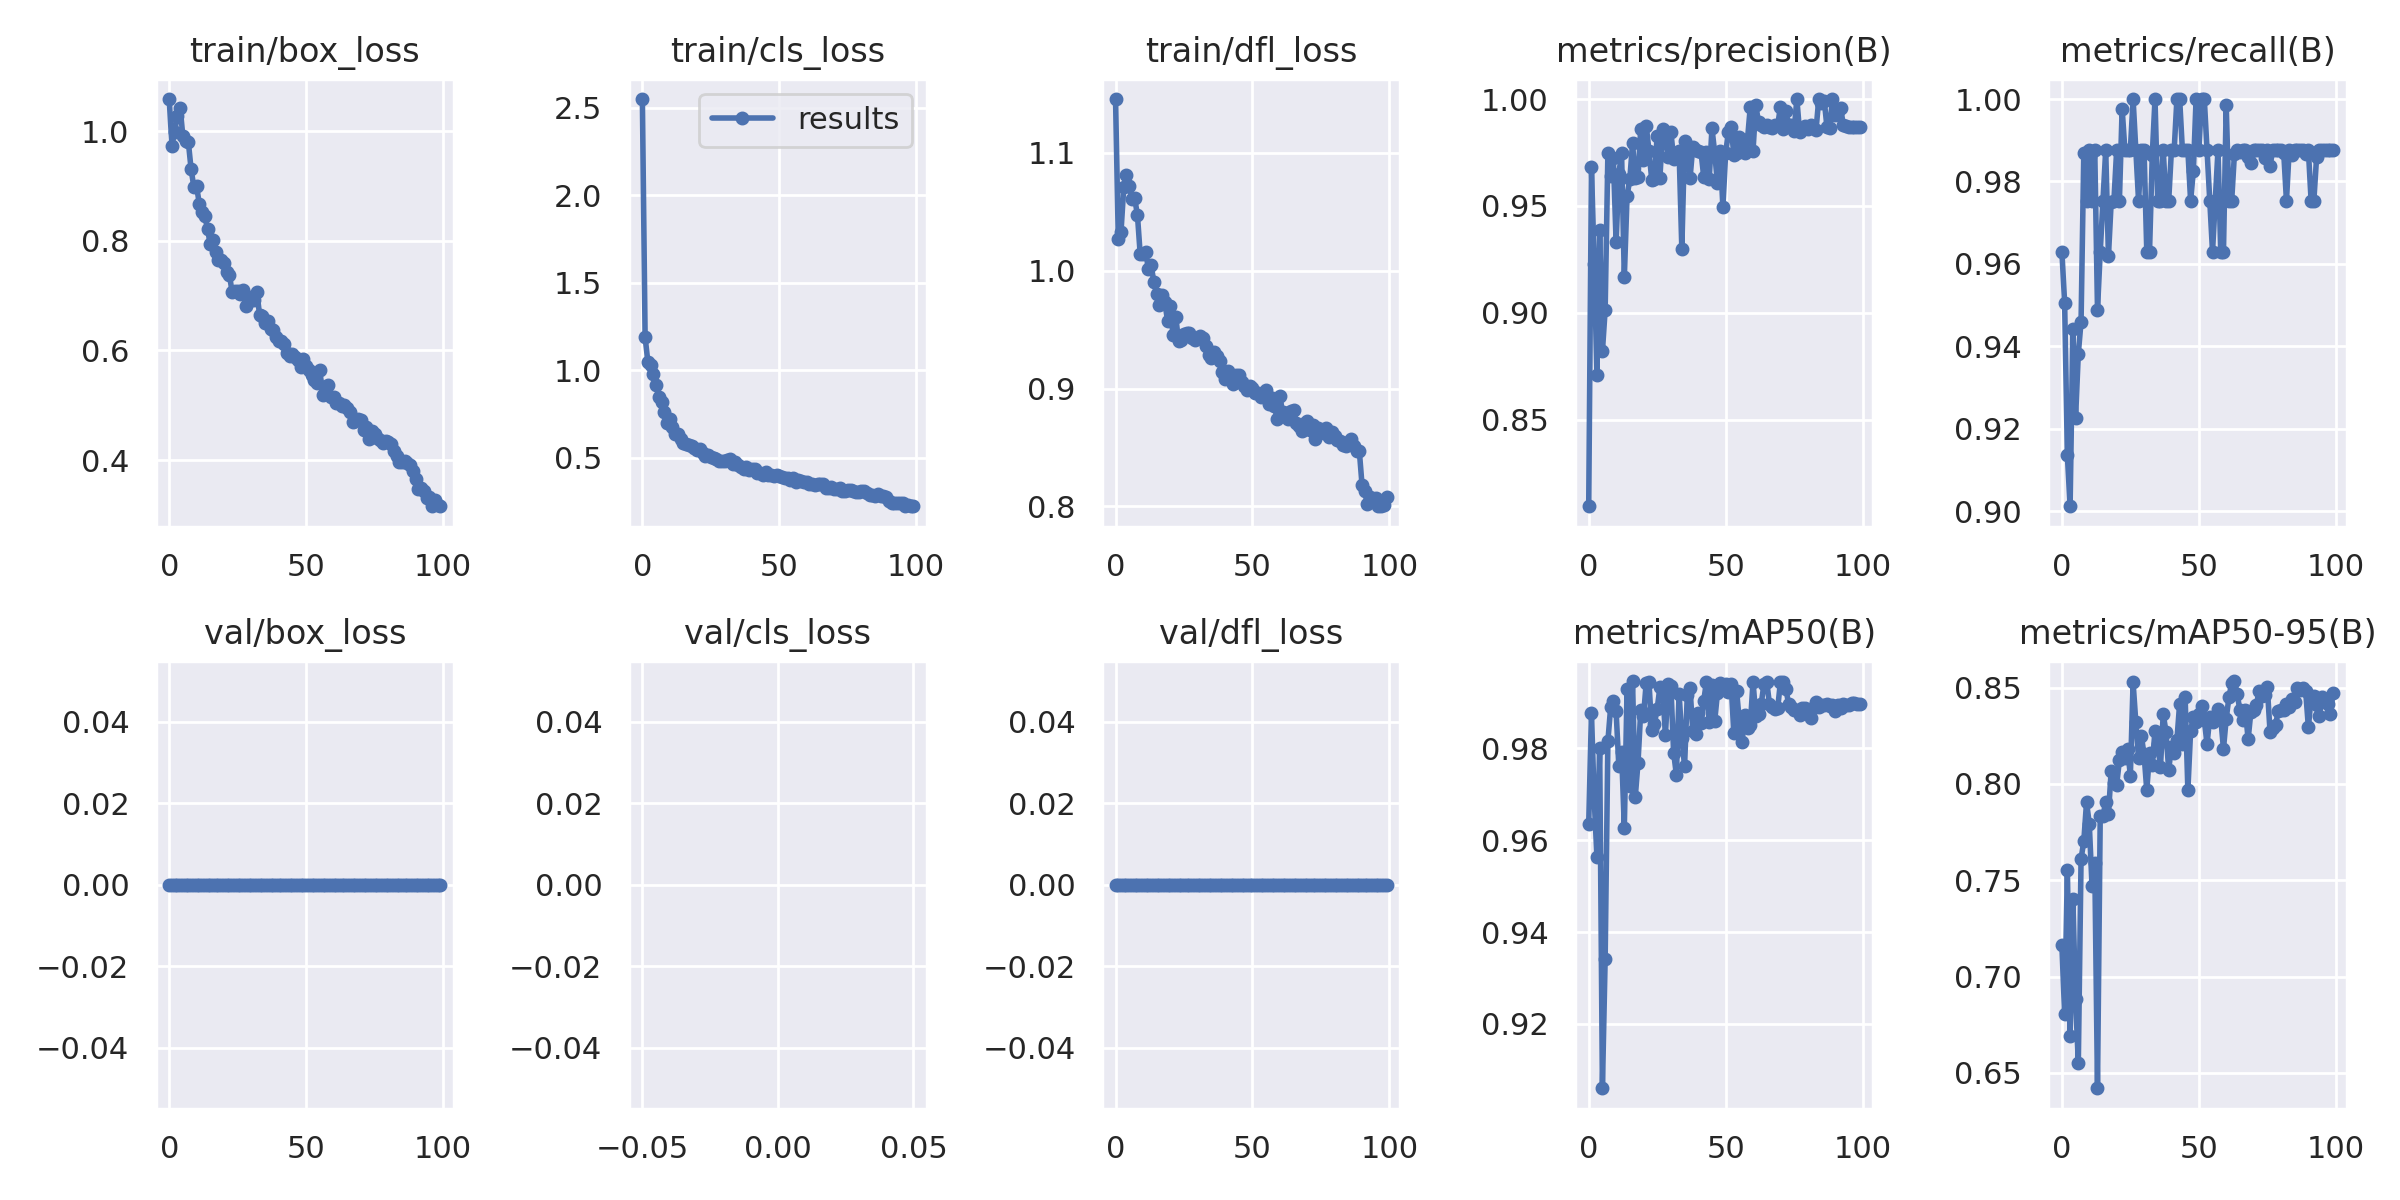 train/box_loss
1.0
0.8
0.6
0.4
0 50 100
train/cls_loss
results
2.5
2.0
1.5
1.0
0.5
0 50 100
train/dfl_loss
1.1
1.0
0.9
0.8
0 50 100
metrics/precision(B)
1.00
0.95
0.90
0.85
0 50 100
metrics/recall(B)
1.00
0.98
0.96
0.94
0.92
0.90
0 50 100
val/box_loss
0.04
0.02
0.00
−0.02
−0.04
0 50 100
val/cls_loss
0.04
0.02
0.00
−0.02
−0.04
−0.05 0.00 0.05
val/dfl_loss
0.04
0.02
0.00
−0.02
−0.04
0 50 100
metrics/mAP50(B)
0.98
0.96
0.94
0.92
0 50 100
metrics/mAP50-95(B)
0.85
0.80
0.75
0.70
0.65
0 50 100